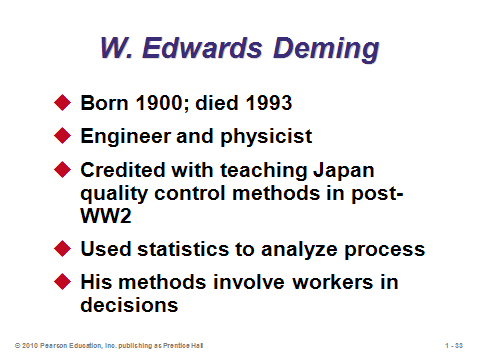 W. Edwards Deming
Born 1900; died 1993
Engineer and physicist
Credited with teaching Japan
quality control methods in post-
WW2
Used statistics to analyze process
His methods involve workers in
decisions
© 2010 Pearson Education, Inc. publishing as Prentice Hall
1 - 33